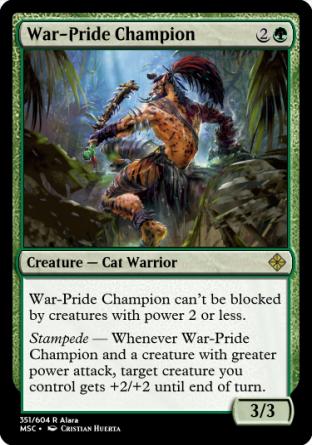 War-Pride Champion 2
Creature — Cat Warrior
War-Pride Champion can't be blocked
by creatures with power 2 or less.
Stampede — Whenever War-Pride
Champion and a creature with greater
power attack, target creature you
control gets +2/+2 until end of turn.
3/3
351/604 R Alara
MSC • Cristian Huerta